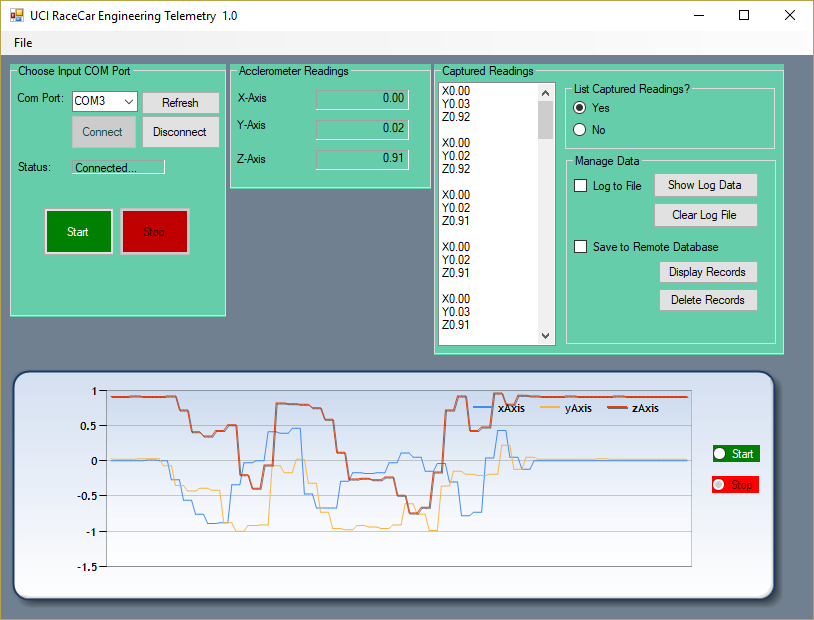 UCI RaceCar Engineering Telemetry 1.0
File
Choose Input COM Port
Com Port:
COM3
Refresh
Connect
Disconnect
Status:
Connected...
Start
Stop
Acclerometer Readings
X-Axis
0.00
Y-Axis
0.02
Z-Axis
0.91
Captured Readings
X0.00
Y0.03
Z0.92
X0.00
Y0.02
Z0.92
X0.00
Y0.02
Z0.91
X0.00
Y0.02
Z0.91
X0.00
Y0.03
Z0.91
List Captured Readings?
Yes
No
Manage Data
Log to File
Show Log Data
Clear Log File
Save to Remote Database
Display Records
Delete Records
1
0.5
0
-0.5
-1
-1.5
xAxis
yAxis
zAxis
Start
Stop